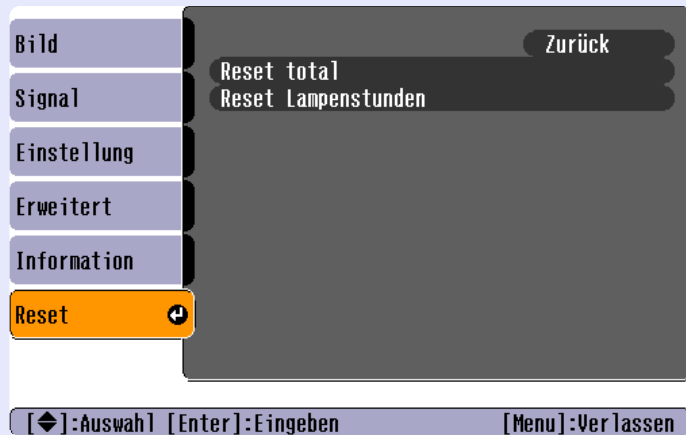 Bild
Signal
Einstellung
Erweitert
Information
Reset
Zurück
Reset total
Reset Lampenstunden
[◆]:Auswahl [Enter]:Eingeben [Menu]:Verlassen